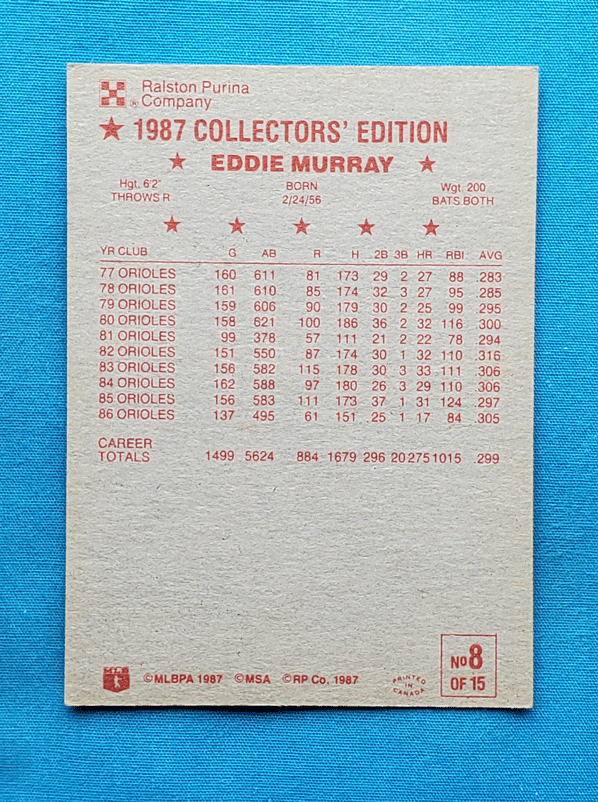 Ralston Purina
® Company
★ 1987 COLLECTORS' EDITION
★ EDDIE MURRAY ★
Hgt. 6'2" BORN Wgt. 200
THROWS R 2/24/56 BATS BOTH
★ ★ ★ ★ ★
YR CLUB G AB R H 2B 3B HR RBI AVG
77 ORIOLES 160 611 81 173 29 2 27 88 .283
78 ORIOLES 161 610 85 174 32 3 27 95 .285
79 ORIOLES 159 606 90 179 30 2 25 99 .295
80 ORIOLES 158 621 100 186 36 2 32 116 .300
81 ORIOLES 99 378 57 111 21 2 22 78 .294
82 ORIOLES 151 550 87 174 30 1 32 110 .316
83 ORIOLES 156 582 115 178 30 3 33 111 .306
84 ORIOLES 162 588 97 180 26 3 29 110 .306
85 ORIOLES 156 583 111 173 37 1 31 124 .297
86 ORIOLES 137 495 61 151 25 1 17 84 .305
CAREER
TOTALS 1499 5624 884 1679 296 20 275 1015 .299
©MLBPA 1987 ©MSA ©RP Co. 1987
PRINTED
IN
CANADA
No 8
OF 15